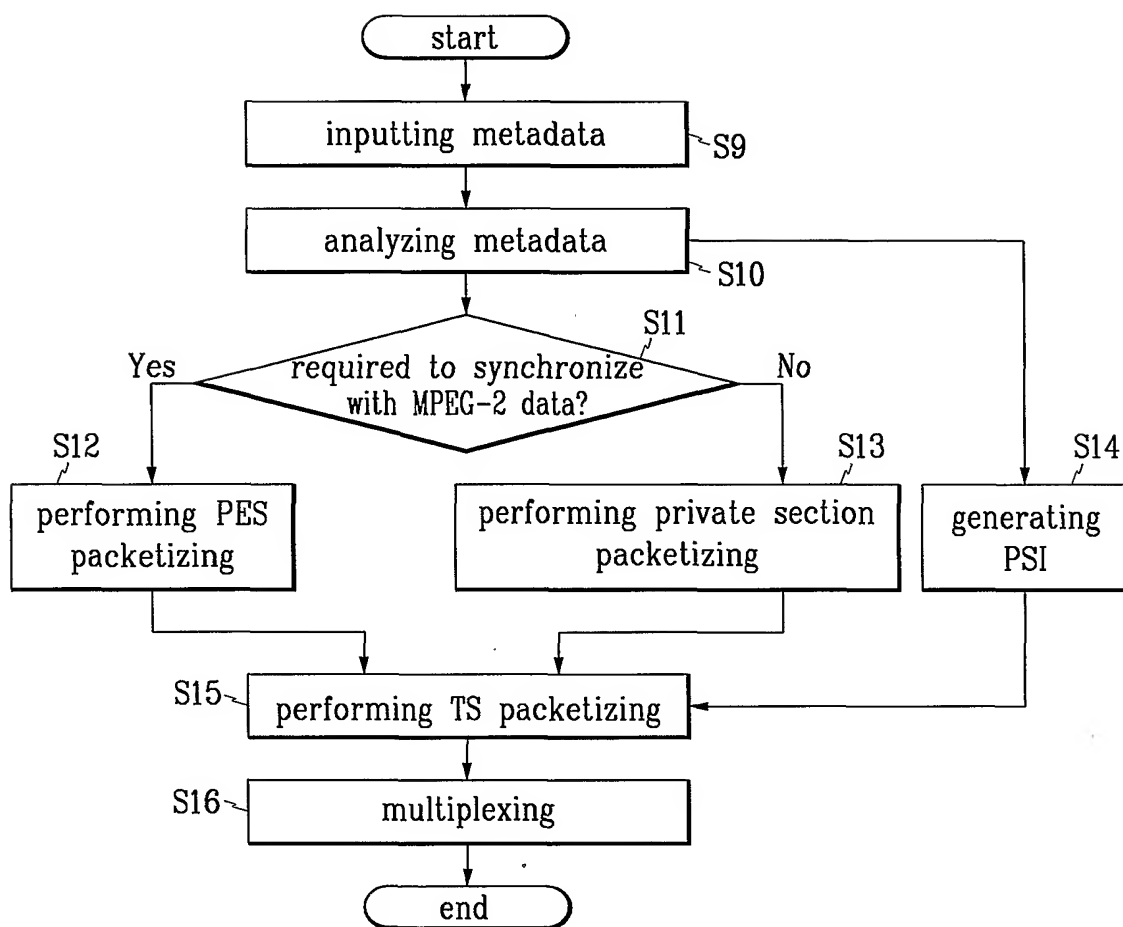 start
inputting metadata
S9
analyzing metadata
S10
S11
Yes
required to synchronize
with MPEG-2 data?
No
S12
performing PES
packetizing
S13
performing private section
packetizing
S14
generating
PSI
S15
performing TS packetizing
S16
multiplexing
end